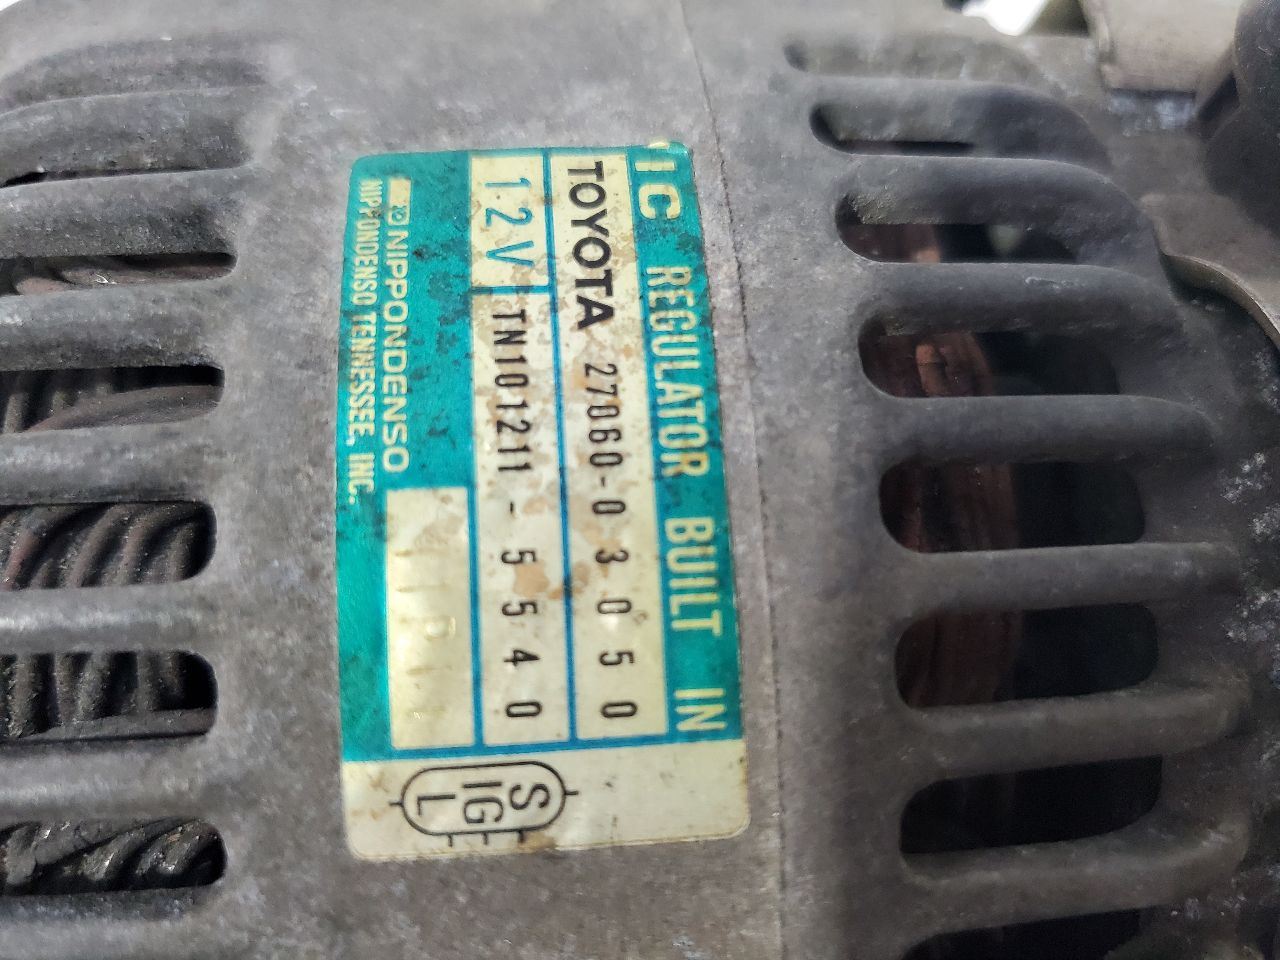 IC REGULATOR BUILT IN
TOYOTA 27060-03050
12V TN101211-5540
NIPPONDENSO
NIPPONDENSO TENNESSEE, INC.
S
IG
L